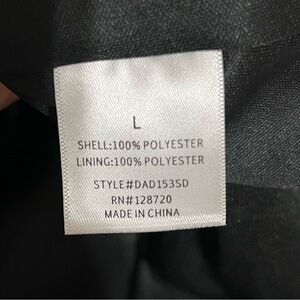 L
SHELL:100% POLYESTER
LINING:100% POLYESTER
STYLE#DAD153SD
RN#128720
MADE IN CHINA